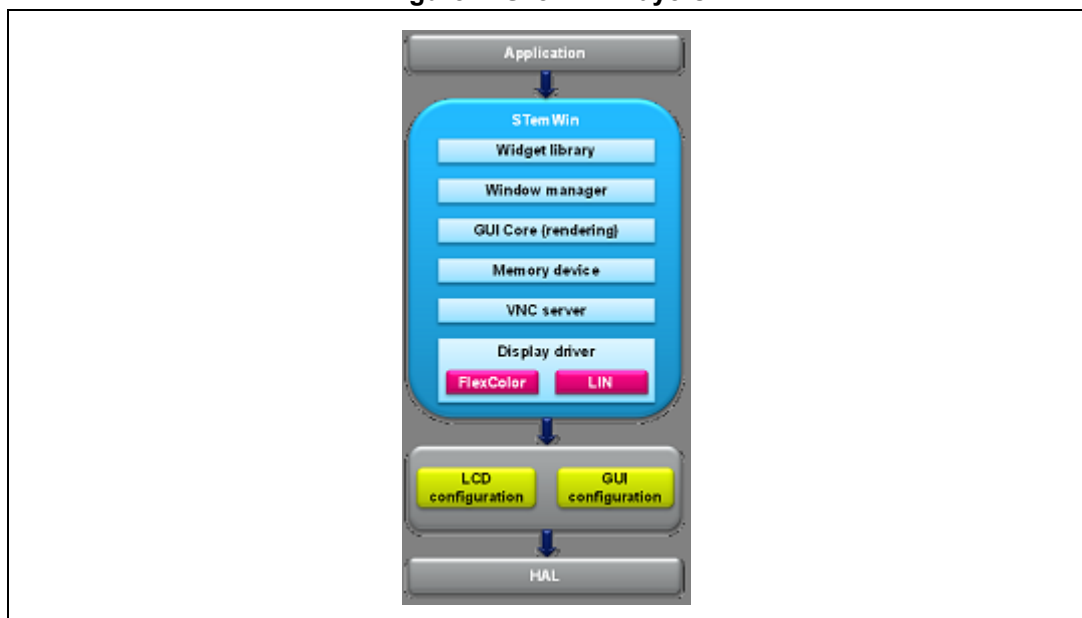 Application
STemWin
Widget library
Window manager
GUI Core (rendering)
Memory device
VNC server
Display driver
FlexColor
LIN
LCD
configuration
GUI
configuration
HAL